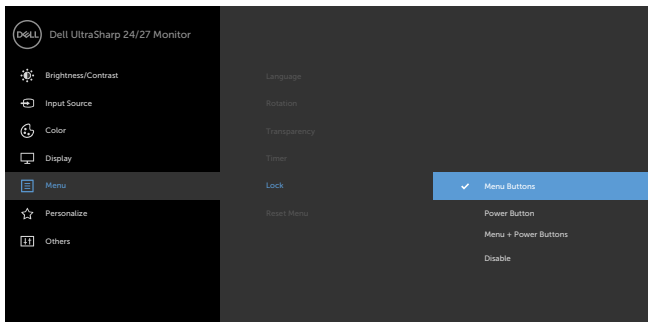 DELL
Dell UltraSharp 24/27 Monitor
Brightness/Contrast
Input Source
Color
Display
Menu
Personalize
Others
Language
Rotation
Transparency
Timer
Lock
Reset Menu
Menu Buttons
Power Button
Menu + Power Buttons
Disable